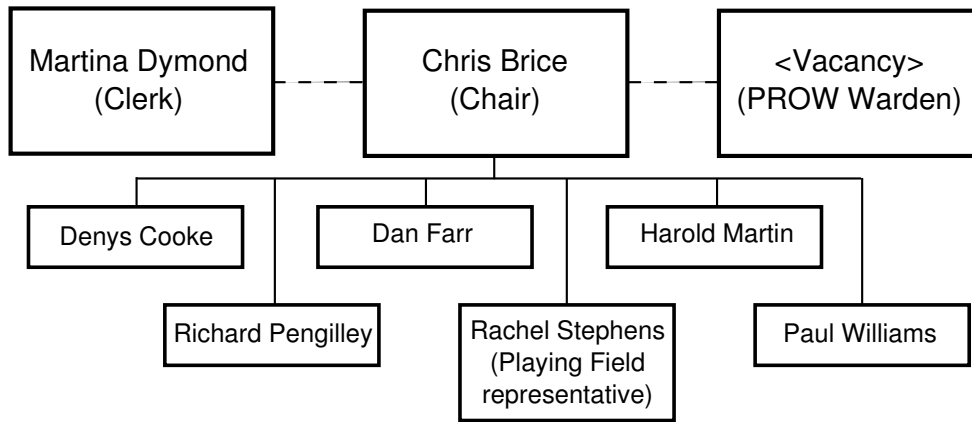 Martina Dymond
(Clerk)
Chris Brice
(Chair)
<Vacancy>
(PROW Warden)
Denys Cooke
Dan Farr
Harold Martin
Richard Pengilley
Rachel Stephens
(Playing Field
representative)
Paul Williams